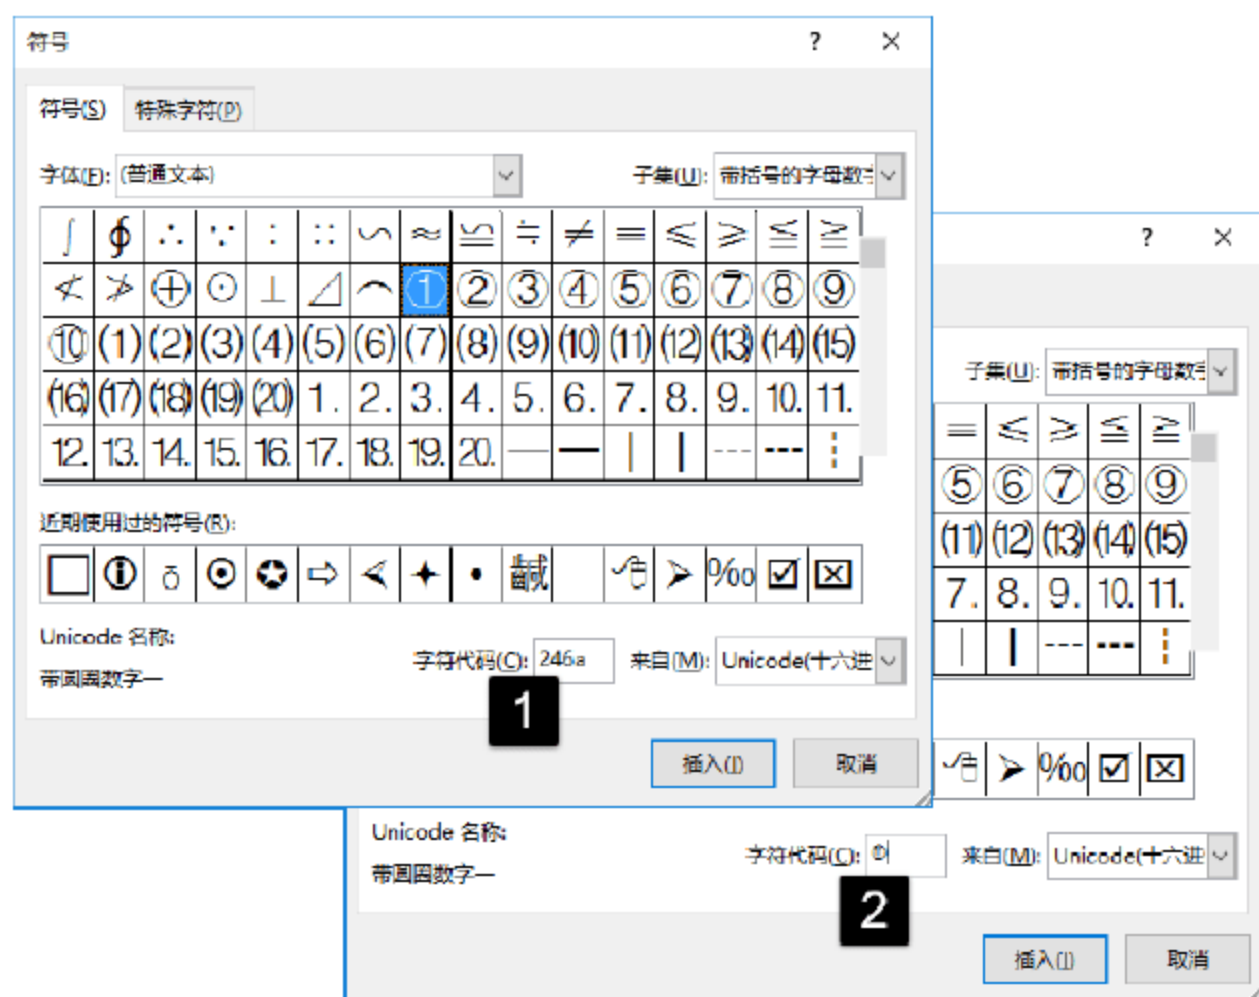 符号 ? ×
符号(S) 特殊字符(P)
字体(F): (普通文本) 子集(U): 带括号的字母数字
∫ ∮ ∴ ∵ ∶ ∷ ∽ ≈ ≌ ≒ ≠ ≡ ≤ ≥ ≦ ≧
≮ ≯ ⊕ ⊙ ⊥ ⊿ ⌒ ① ② ③ ④ ⑤ ⑥ ⑦ ⑧ ⑨
⑩ ⑴ ⑵ ⑶ ⑷ ⑸ ⑹ ⑺ ⑻ ⑼ ⑽ ⑾ ⑿ ⒀ ⒁ ⒂
⒃ ⒄ ⒅ ⒆ ⒇ ⒈ ⒉ ⒊ ⒋ ⒌ ⒍ ⒎ ⒏ ⒐ ⒑ ⒒
⒓ ⒔ ⒕ ⒖ ⒗ ⒘ ⒙ ⒚ ⒛ ─ ━ │ ┃ ┄ ┅ ┆
近期使用过的符号(R):
‰ ☑ ☒
Unicode 名称:
带圆圈数字一
字符代码(C): 246a 来自(M): Unicode(十六进
1
插入(I) 取消
? ×
子集(U): 带括号的字母数字
≡ ≤ ≥ ≦ ≧
⑤ ⑥ ⑦ ⑧ ⑨
⑾ ⑿ ⒀ ⒁ ⒂
⒎ ⒏ ⒐ ⒑ ⒒
│ ┃ ┄ ┅ ┆
‰ ☑ ☒
Unicode 名称:
带圆圈数字一
字符代码(C): 来自(M): Unicode(十六进
2
插入(I) 取消